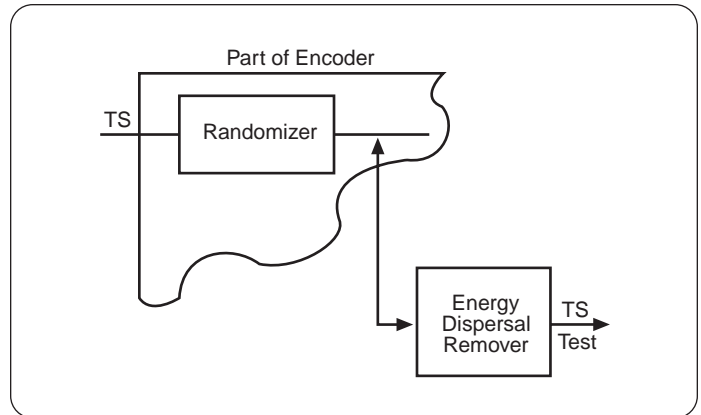 Part of Encoder
TS
Randomizer
Energy
Dispersal
Remover
TS
Test